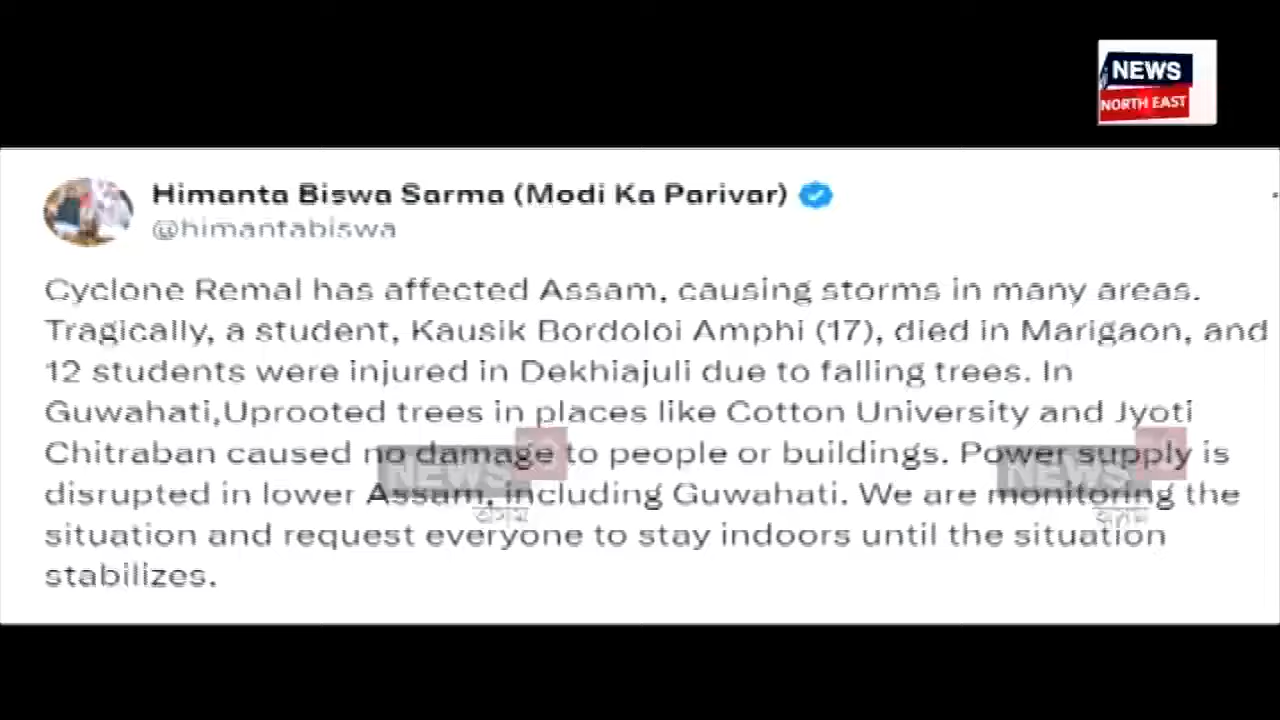 NEWS
NORTH EAST
Himanta Biswa Sarma (Modi Ka Parivar)
@himantabiswa
Cyclone Remal has affected Assam, causing storms in many areas.
Tragically, a student, Kausik Bordoloi Amphi (17), died in Marigaon, and
12 students were injured in Dekhiajuli due to falling trees. In
Guwahati,Uprooted trees in places like Cotton University and Jyoti
Chitraban caused no damage to people or buildings. Power supply is
disrupted in lower Assam, including Guwahati. We are monitoring the
situation and request everyone to stay indoors until the situation
stabilizes.
NEWS
NEWS